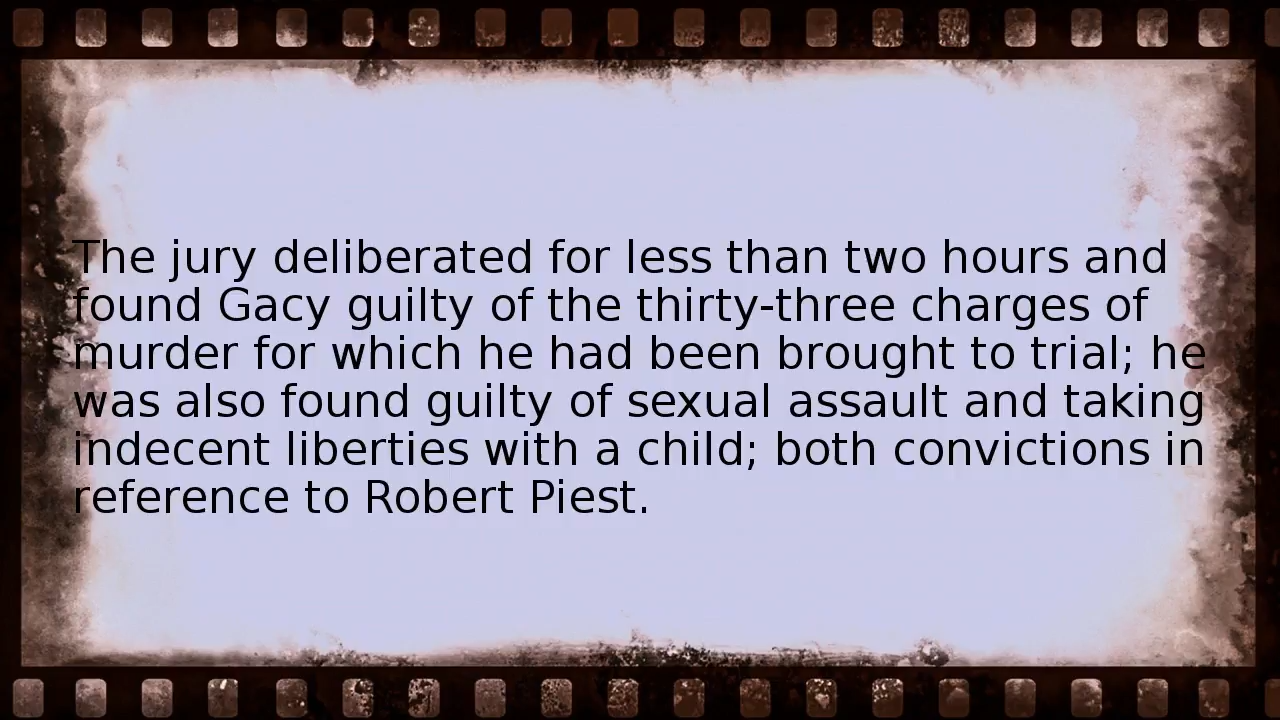 The jury deliberated for less than two hours and
found Gacy guilty of the thirty-three charges of
murder for which he had been brought to trial; he
was also found guilty of sexual assault and taking
indecent liberties with a child; both convictions in
reference to Robert Piest.